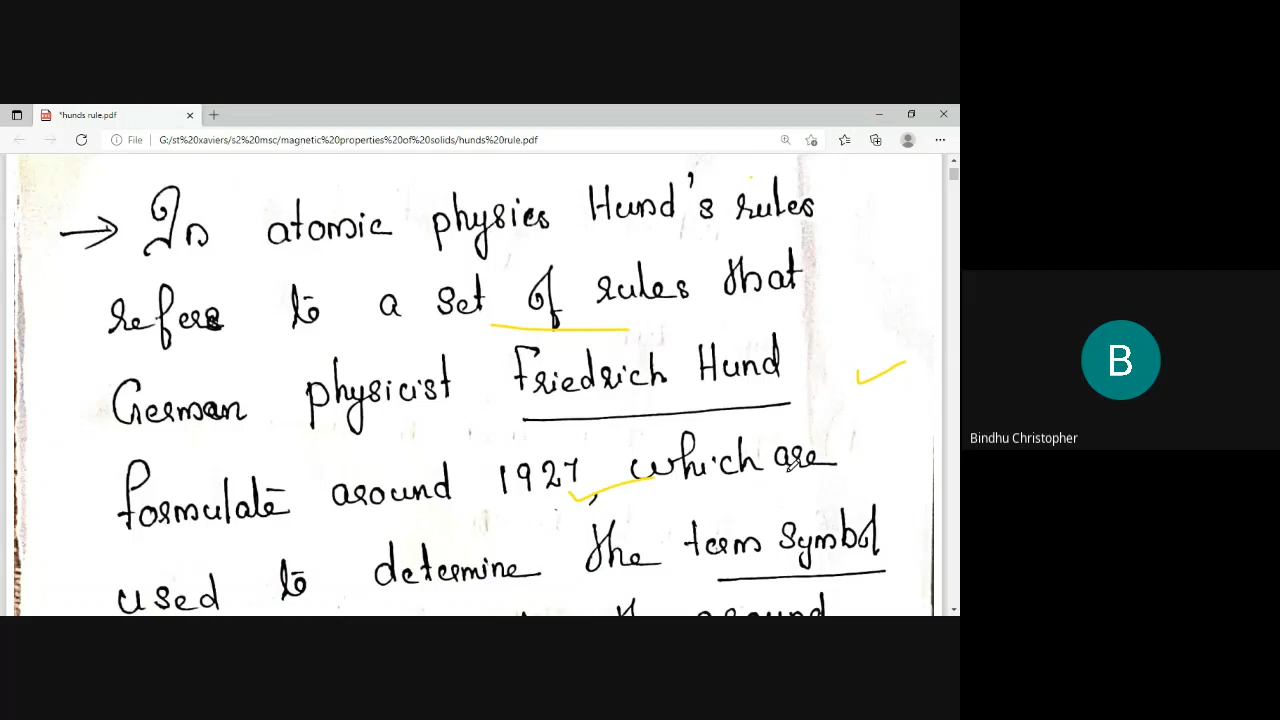 *hunds rule.pdf
File
G:/st%20xaviers/s2%20msc/magnetic%20properties%20of%20solids/hunds%20rule.pdf
→ In atomic physics Hund's rules
refers to a set of rules that
German physicist Friedrich Hund
formulate around 1927, which are
used to determine the term symbol
B
Bindhu Christopher